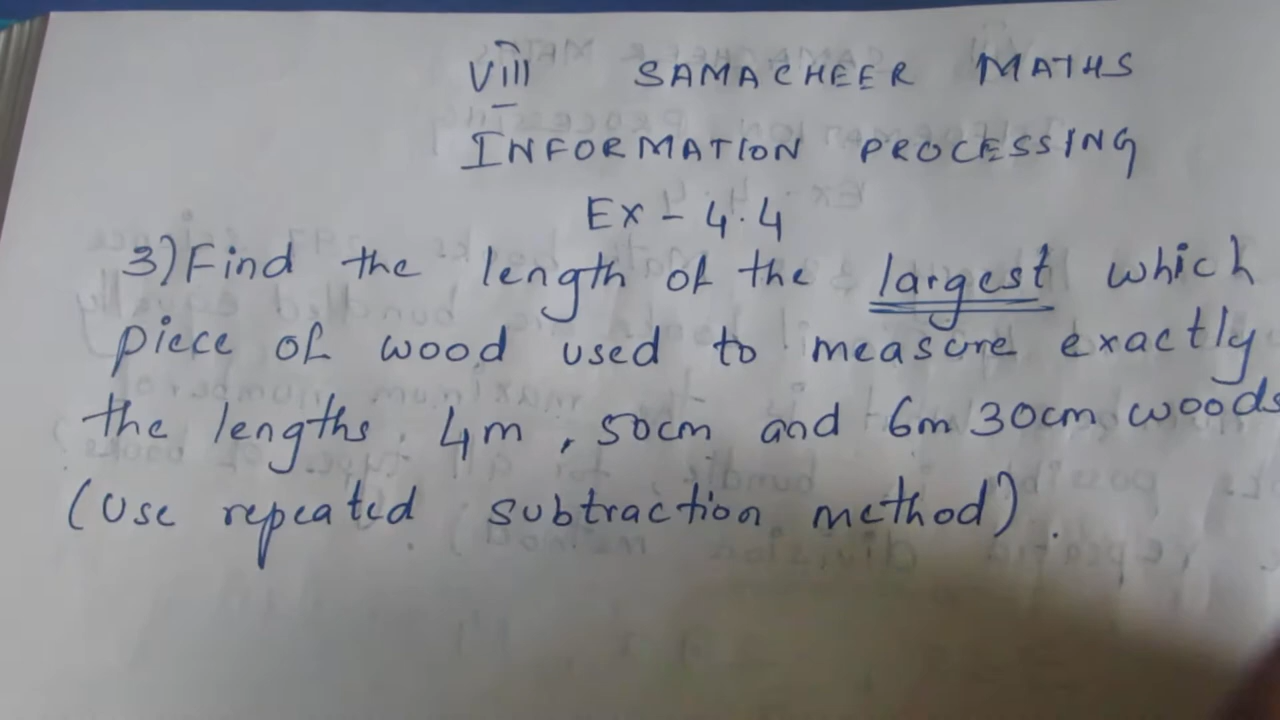 VIII SAMACHEER MATHS
INFORMATION PROCESSING
Ex - 4.4
3) Find the length of the largest which
piece of wood used to measure exactly
the lengths 4m, 50cm and 6m 30cm woods
(Use repeated subtraction method).